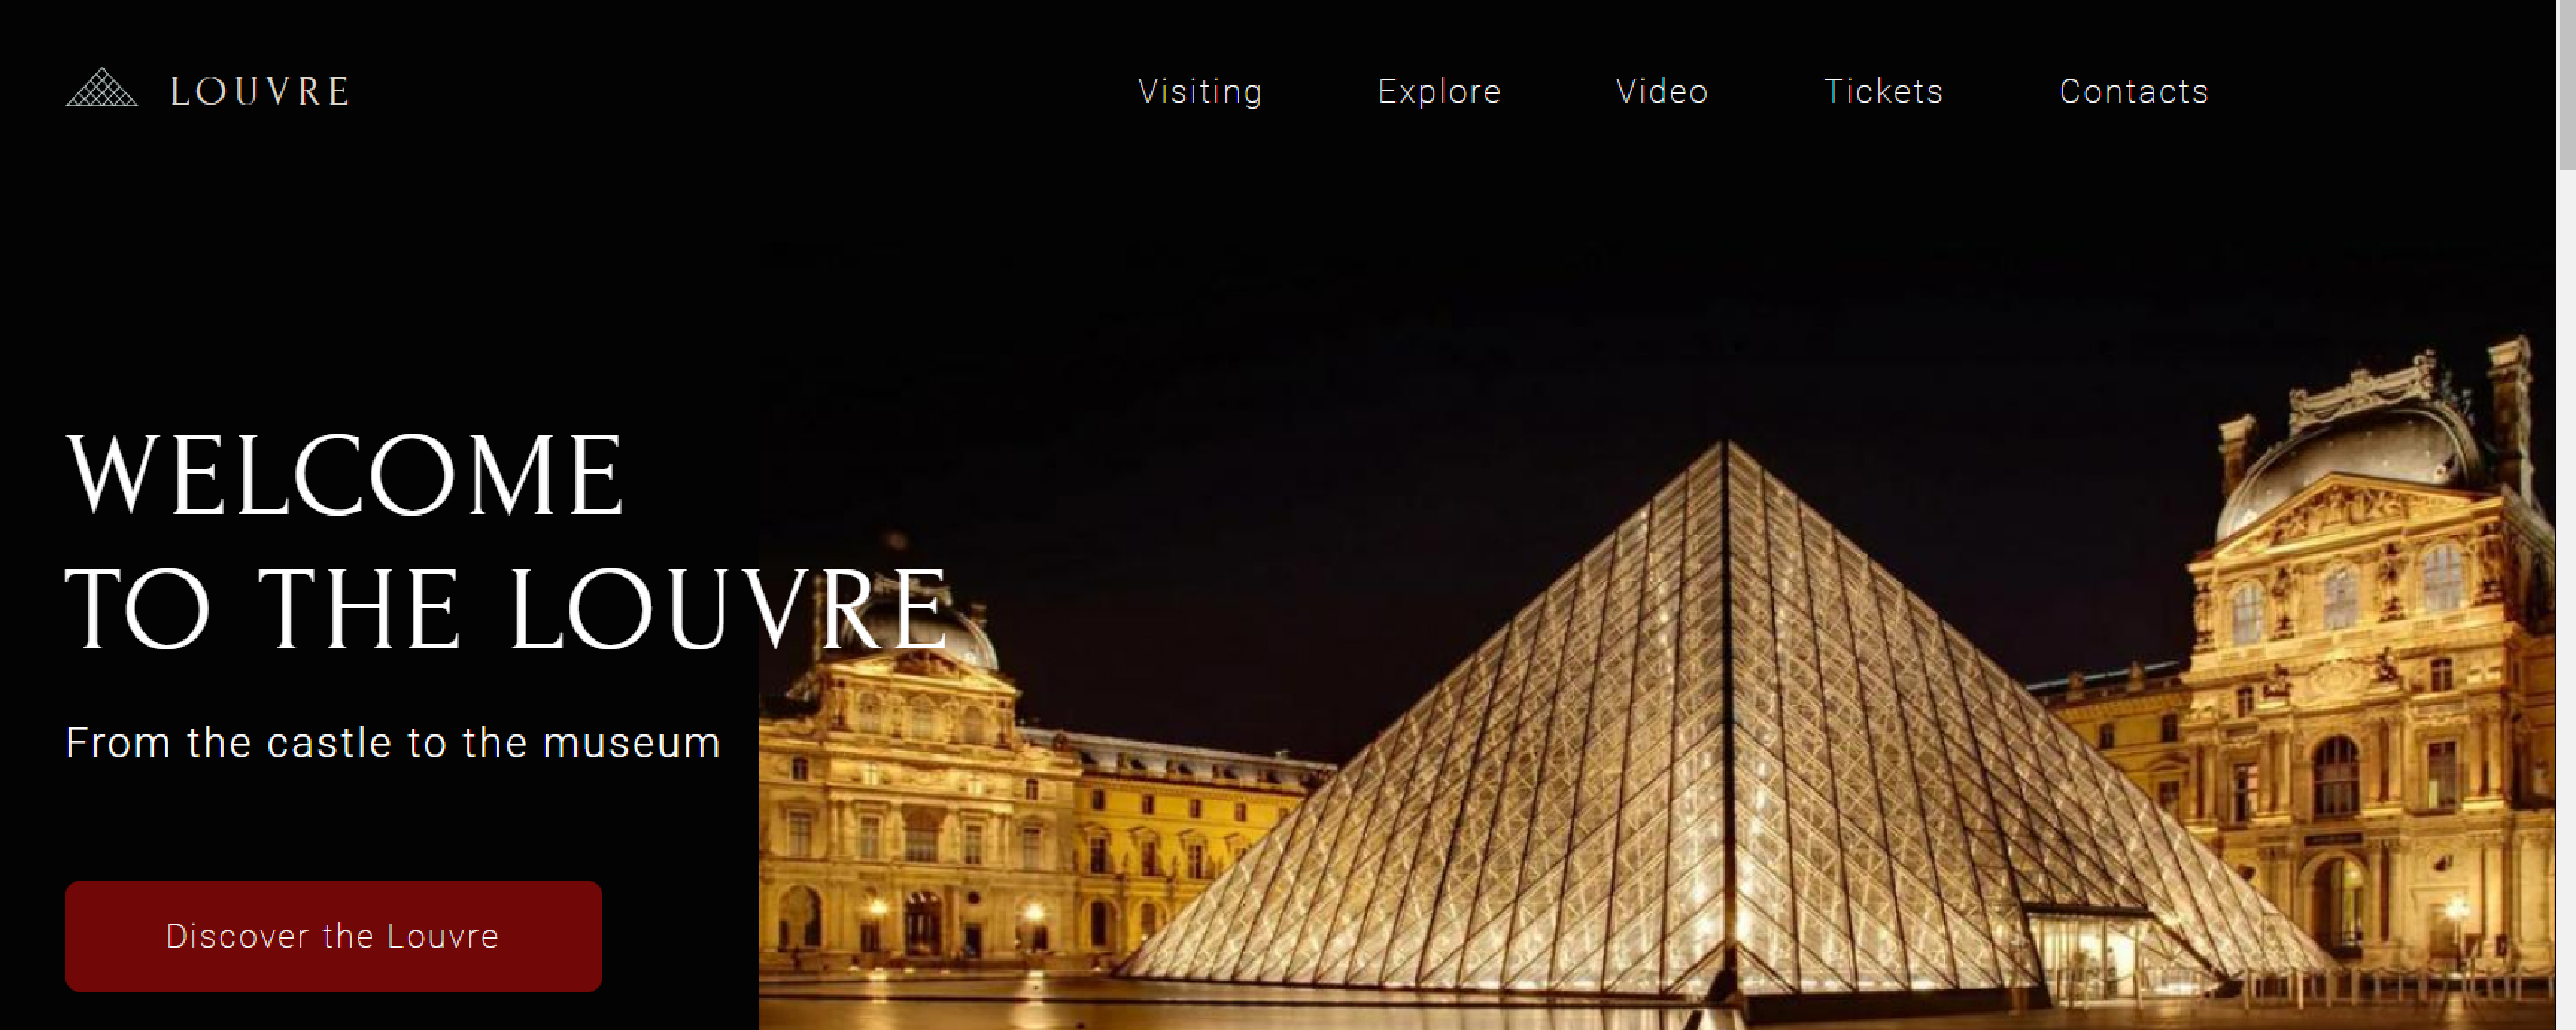 LOUVRE
Visiting Explore Video Tickets Contacts
WELCOME
TO THE LOUVRE
From the castle to the museum
Discover the Louvre